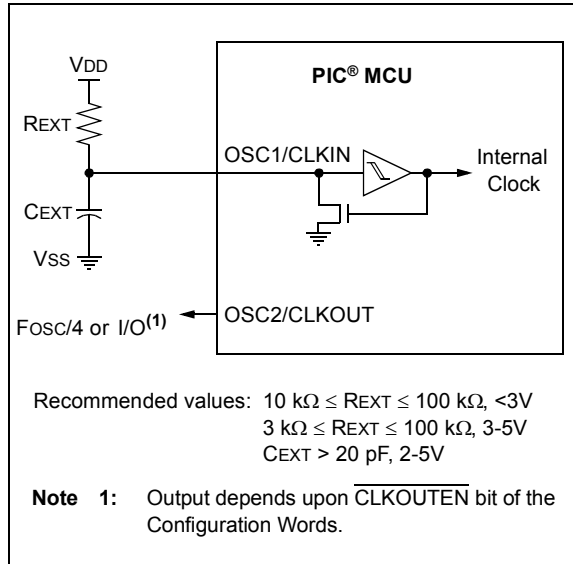 VDD
PIC® MCU
REXT
OSC1/CLKIN
Internal
Clock
CEXT
VSS
FOSC/4 or I/O(1)
OSC2/CLKOUT
Recommended values: 10 kΩ ≤ REXT ≤ 100 kΩ, <3V
3 kΩ ≤ REXT ≤ 100 kΩ, 3-5V
CEXT > 20 pF, 2-5V
Note 1: Output depends upon CLKOUTEN bit of the
Configuration Words.